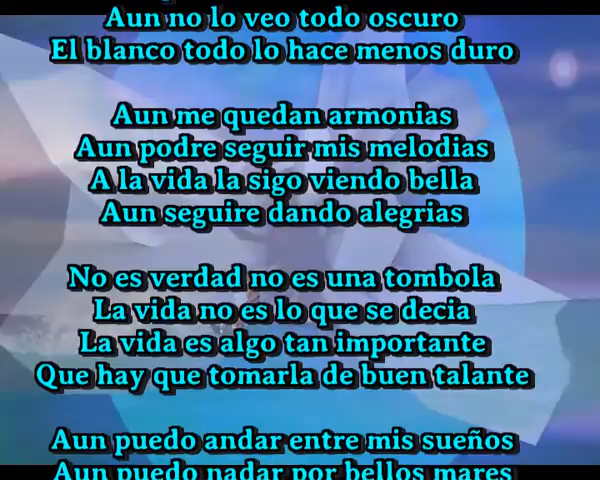 Aun no lo veo todo oscuro
El blanco todo lo hace menos duro
Aun me quedan armonias
Aun podre seguir mis melodias
A la vida la sigo viendo bella
Aun seguire dando alegrias
No es verdad no es una tombola
La vida no es lo que se decia
La vida es algo tan importante
Que hay que tomarla de buen talante
Aun puedo andar entre mis sueños
Aun puedo nadar por bellos mares